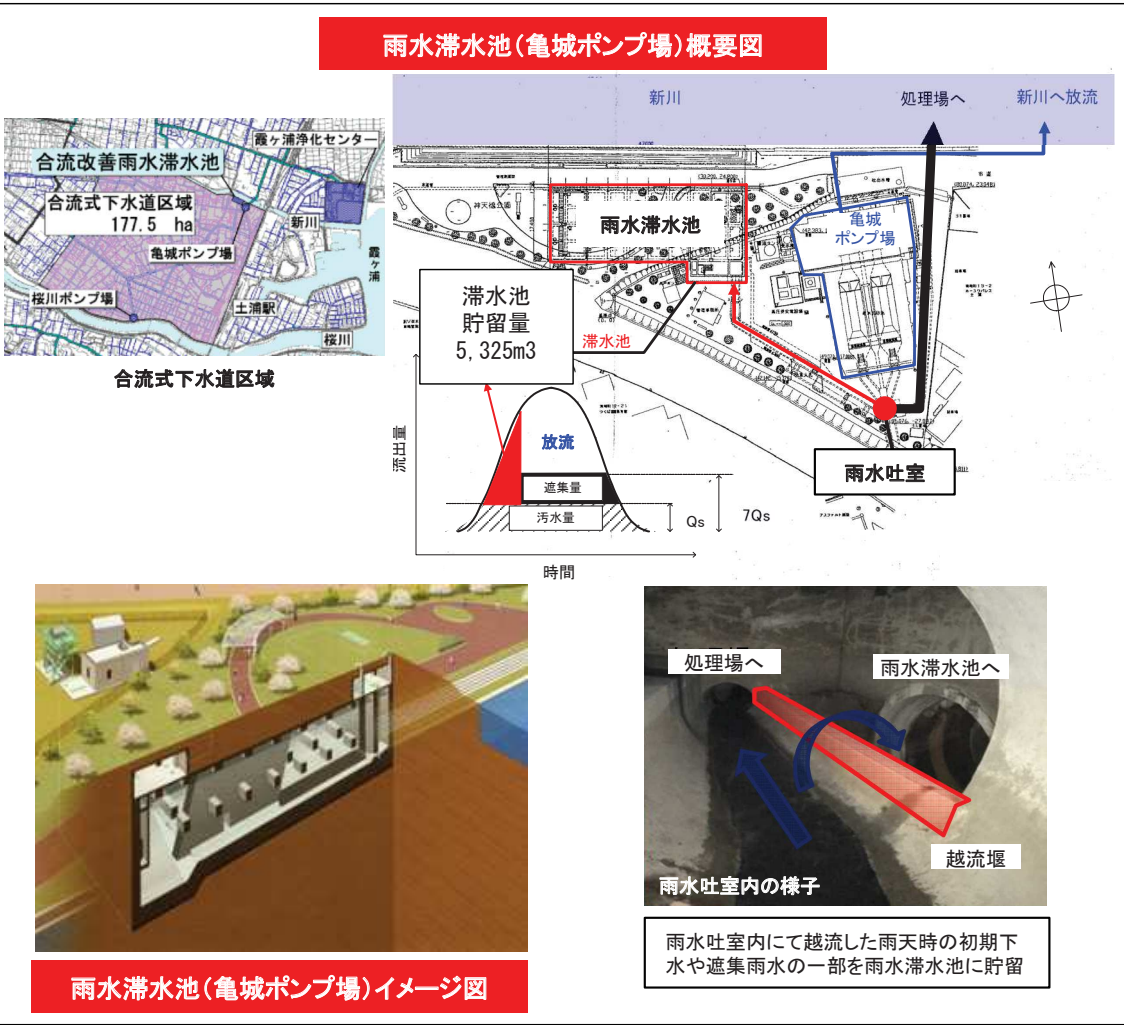 雨水滞水池(亀城ポンプ場)概要図
新川
処理場へ
新川へ放流
霞ヶ浦浄化センター
合流改善雨水滞水池
合流式下水道区域
177.5 ha
新川
亀城ポンプ場
霞ヶ浦
桜川ポンプ場
土浦駅
桜川
合流式下水道区域
雨水滞水池
亀城
ポンプ場
滞水池
貯留量
5,325m3
滞水池
雨水吐室
流出量
放流
遮集量
汚水量
Qs
7Qs
時間
処理場へ
雨水滞水池へ
越流堰
雨水吐室内の様子
雨水吐室内にて越流した雨天時の初期下
水や遮集雨水の一部を雨水滞水池に貯留
雨水滞水池(亀城ポンプ場)イメージ図